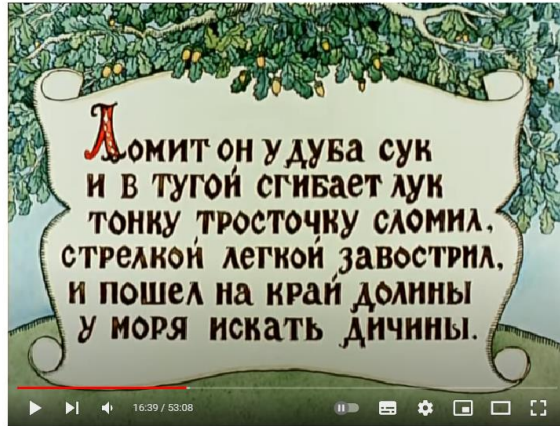 Ломит он у дуба сук
и в тугой сгибает лук
тонку тросточку сломил,
стрелкой легкой завострил,
и пошел на край долины
у моря искать дичины.
16:39 / 53:08